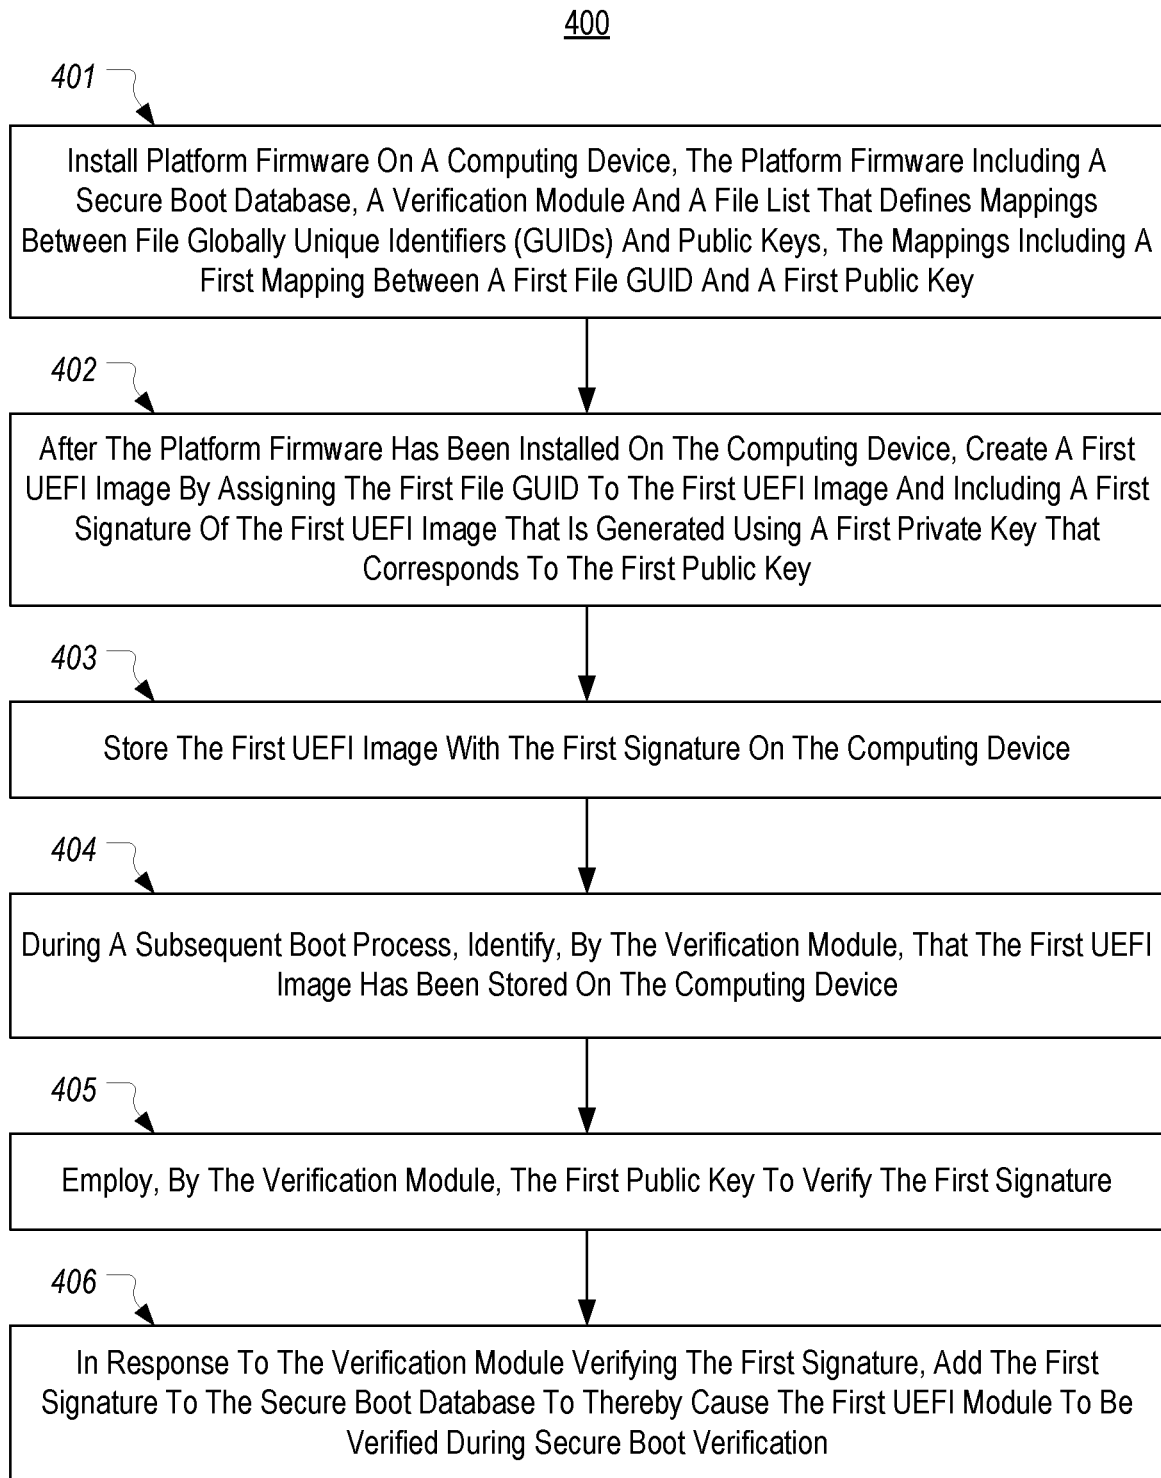 400
401
Install Platform Firmware On A Computing Device, The Platform Firmware Including A
Secure Boot Database, A Verification Module And A File List That Defines Mappings
Between File Globally Unique Identifiers (GUIDs) And Public Keys, The Mappings Including A
First Mapping Between A First File GUID And A First Public Key
402
After The Platform Firmware Has Been Installed On The Computing Device, Create A First
UEFI Image By Assigning The First File GUID To The First UEFI Image And Including A First
Signature Of The First UEFI Image That Is Generated Using A First Private Key That
Corresponds To The First Public Key
403
Store The First UEFI Image With The First Signature On The Computing Device
404
During A Subsequent Boot Process, Identify, By The Verification Module, That The First UEFI
Image Has Been Stored On The Computing Device
405
Employ, By The Verification Module, The First Public Key To Verify The First Signature
406
In Response To The Verification Module Verifying The First Signature, Add The First
Signature To The Secure Boot Database To Thereby Cause The First UEFI Module To Be
Verified During Secure Boot Verification